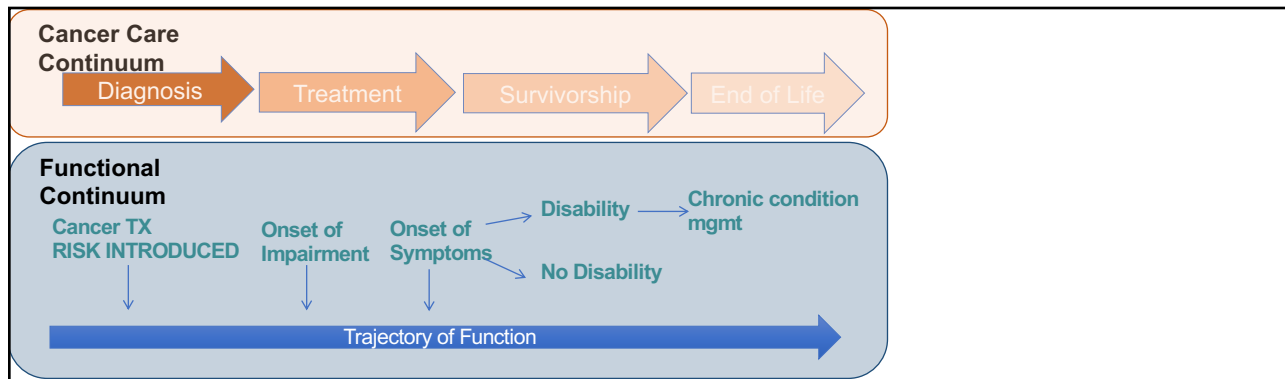 Cancer Care
Continuum
Diagnosis
Treatment
Survivorship
End of Life
Functional
Continuum
Cancer TX
RISK INTRODUCED
Onset of
Impairment
Onset of
Symptoms
Disability
No Disability
Chronic condition
mgmt
Trajectory of Function